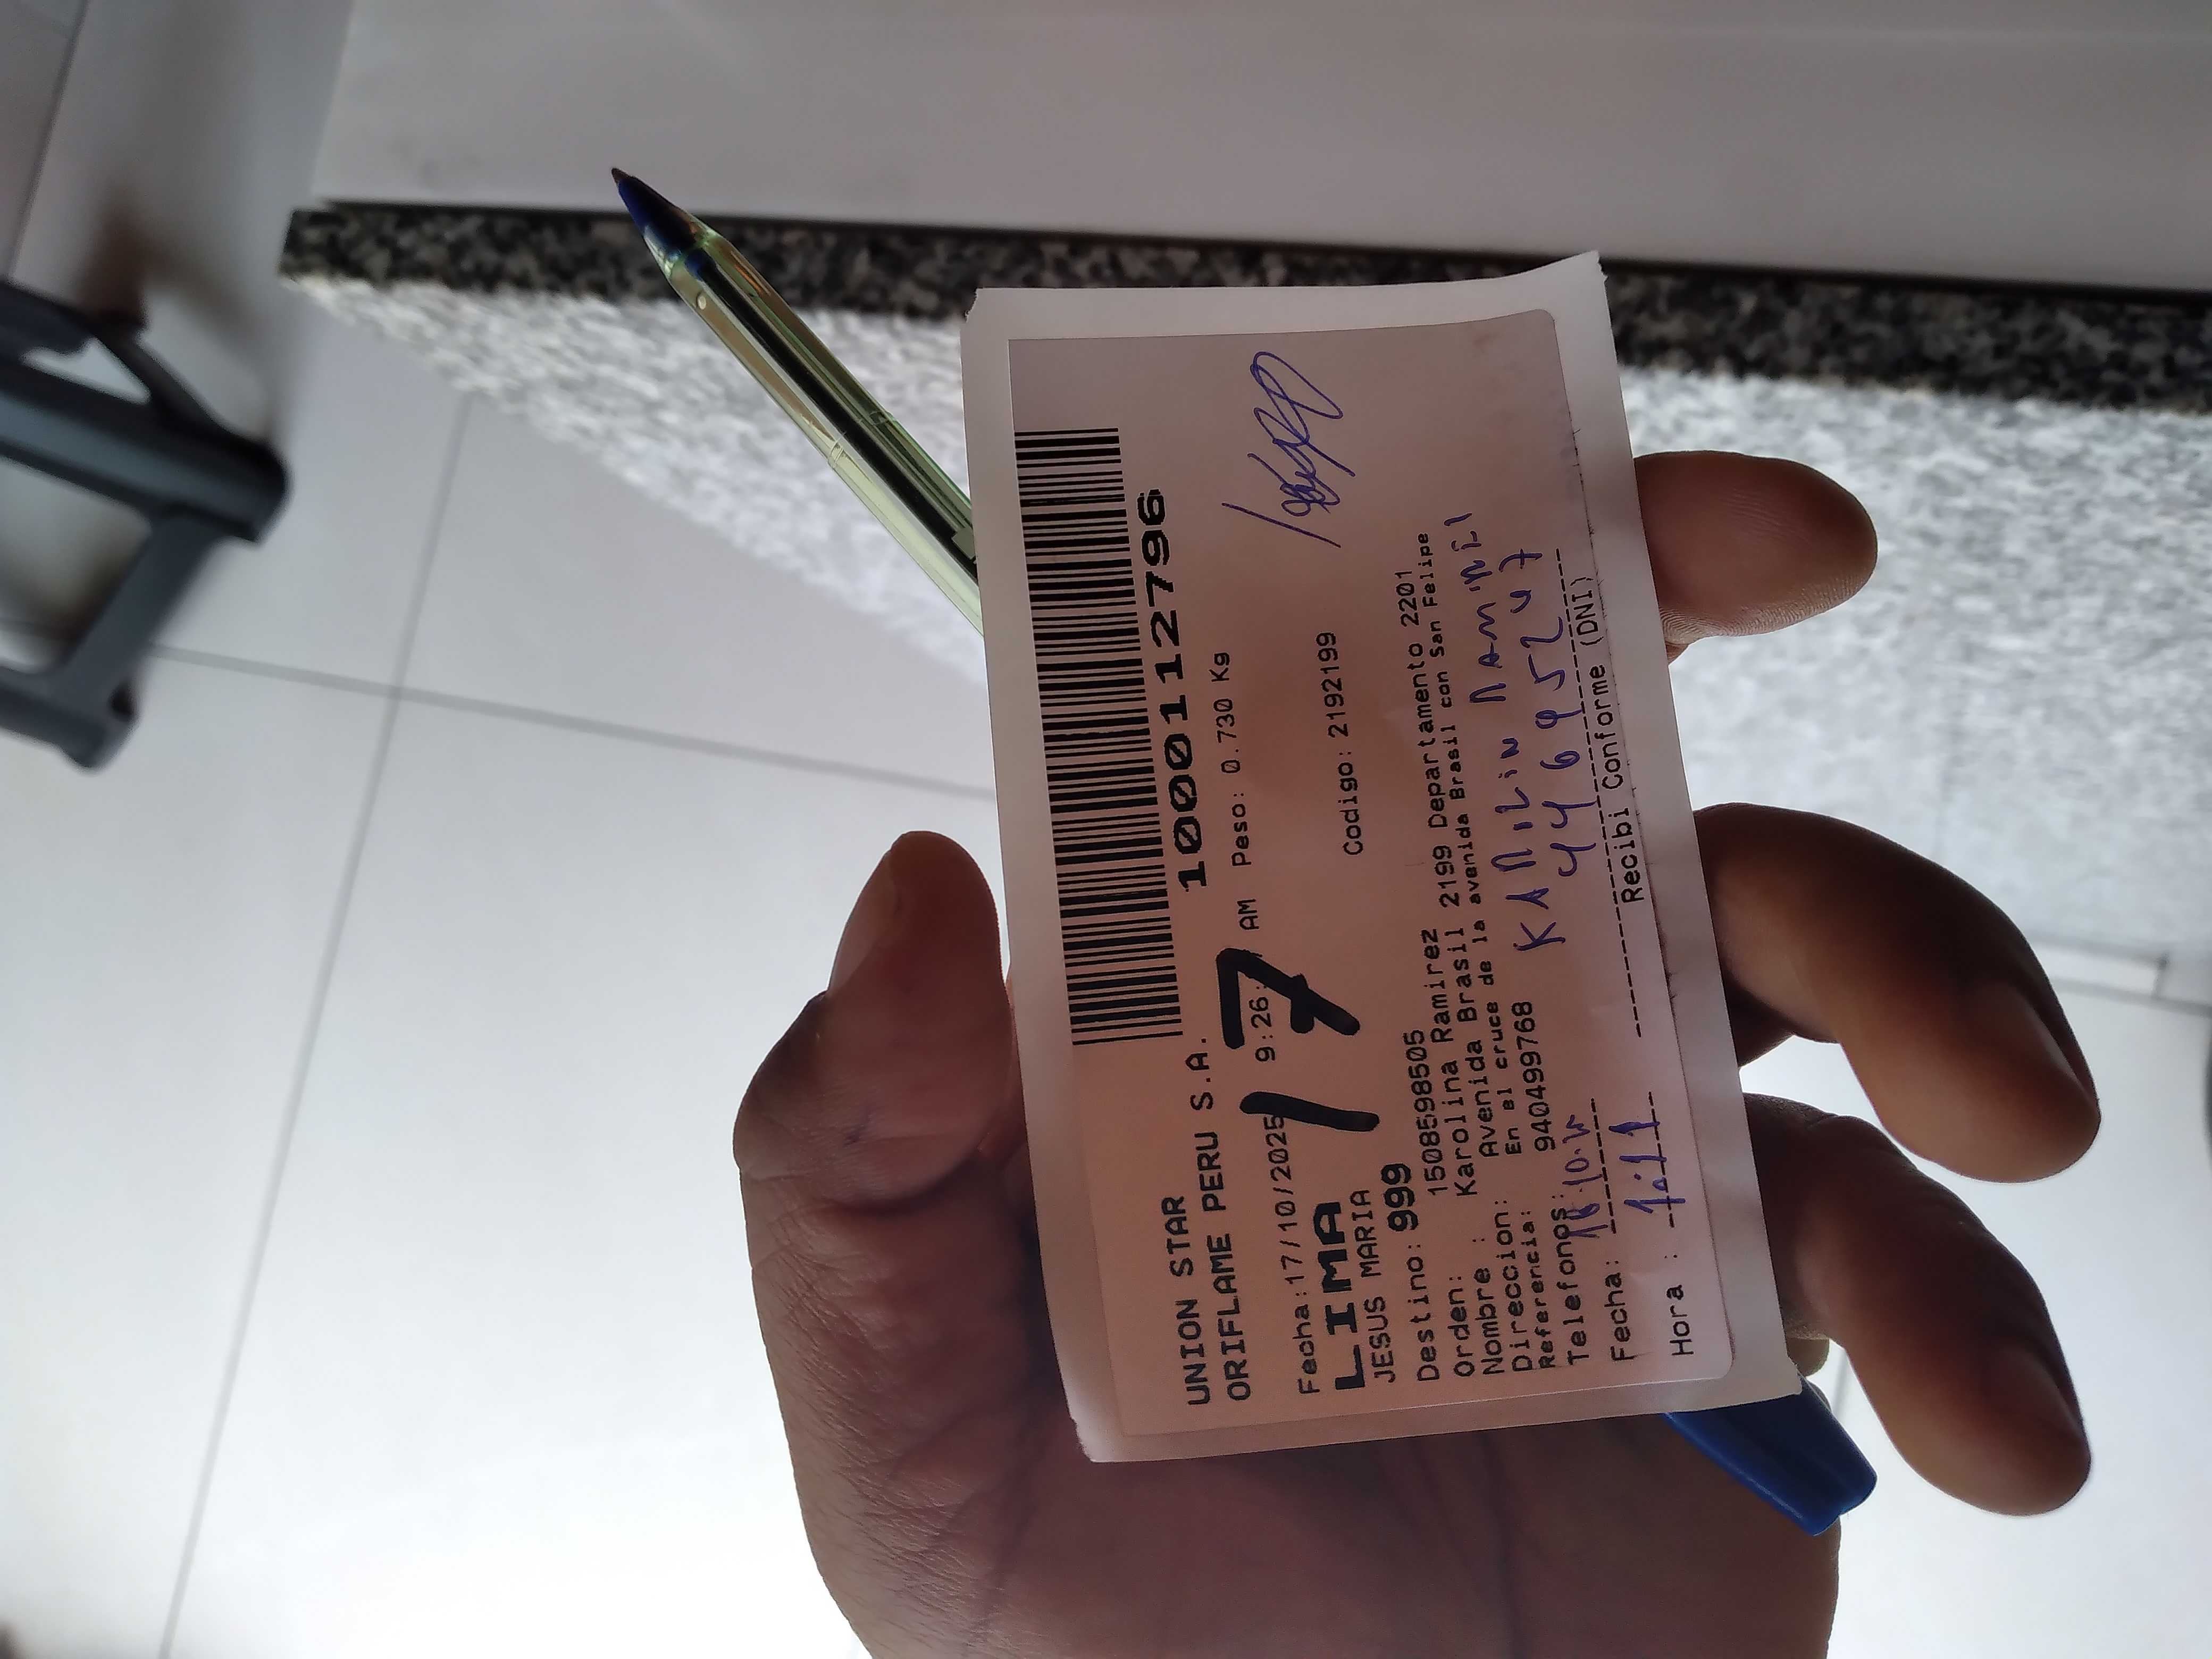 1000112796
UNION STAR
ORIFLAME PERU S.A.
Fecha:17/10/2025 9:26: AM Peso: 0.730 Kg
/ 7
LIMA
JESUS MARIA
Codigo: 2192199
Destino: 999
Orden: 1508598505
Nombre : Karolina Ramirez
Direccion: Avenida Brasil 2199 Departamento 2201
Referencia: En el cruce de la avenida Brasil con San Felipe
Telefonos: 940499768
Fecha:
44695247
Hora :
Recibi Conforme (DNI)